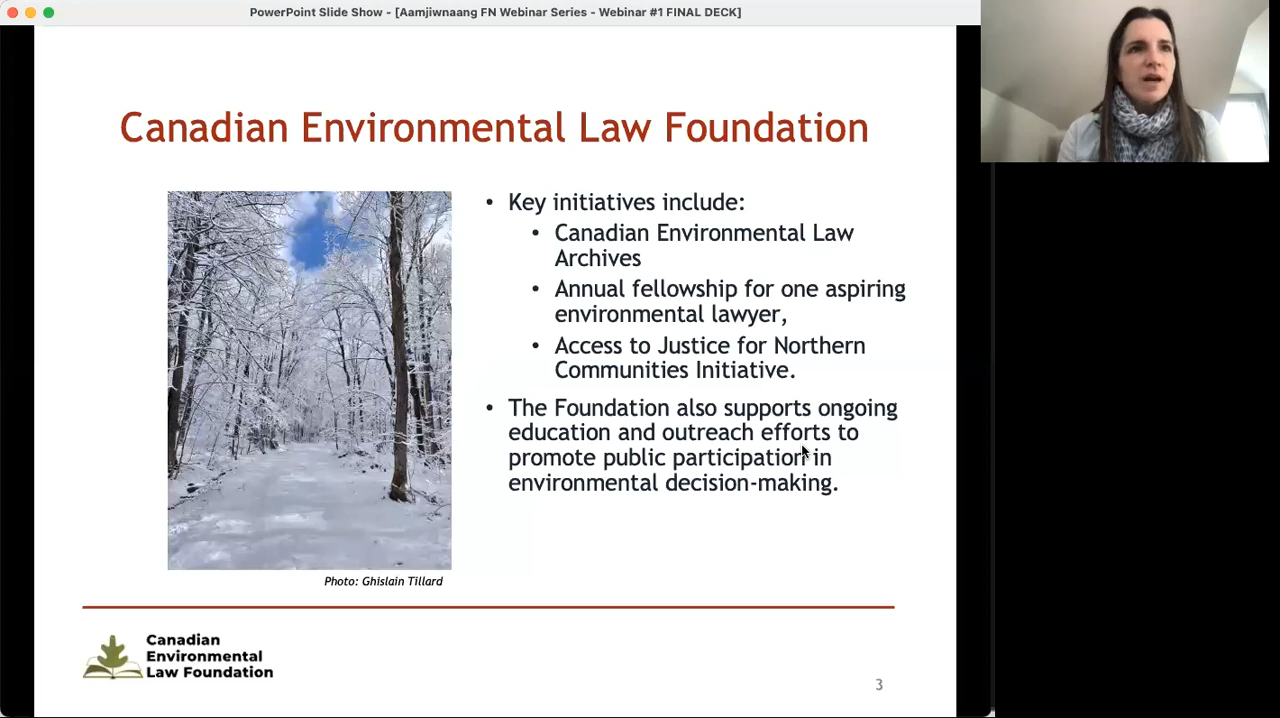 PowerPoint Slide Show - [Aamjiwnaang FN Webinar Series - Webinar #1 FINAL DECK]
Canadian Environmental Law Foundation
• Key initiatives include:
• Canadian Environmental Law
Archives
• Annual fellowship for one aspiring
environmental lawyer,
• Access to Justice for Northern
Communities Initiative.
• The Foundation also supports ongoing
education and outreach efforts to
promote public participation in
environmental decision-making.
Photo: Ghislain Tillard
Canadian
Environmental
Law Foundation
3